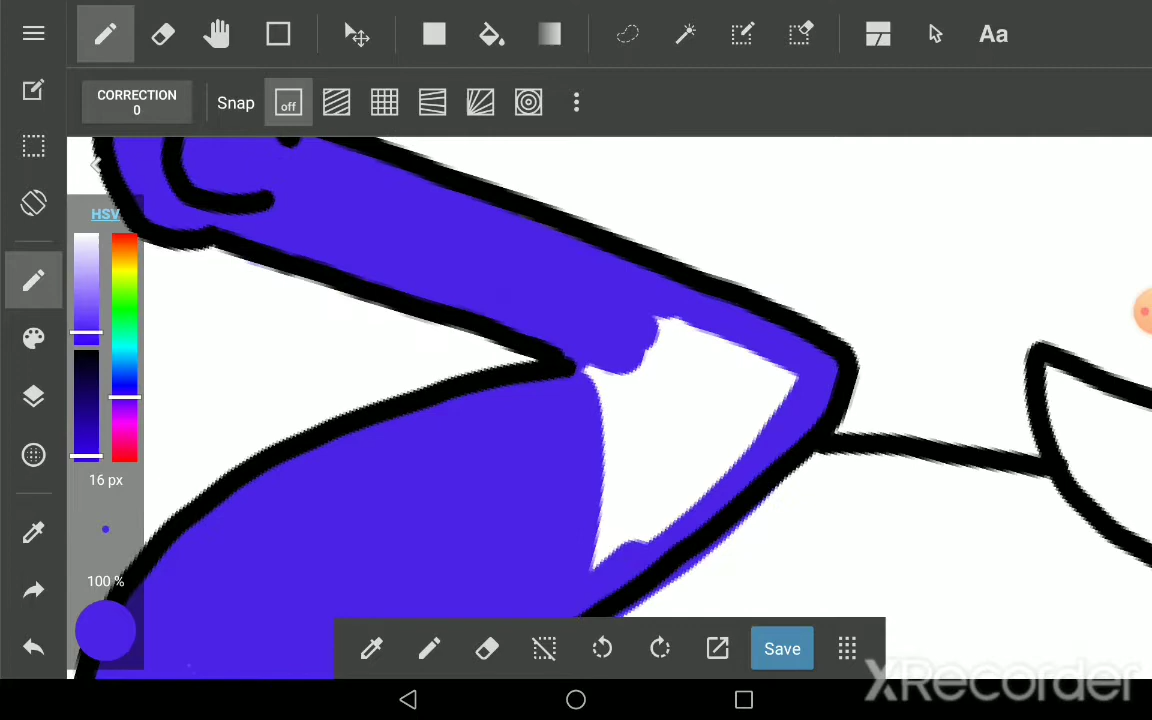 Aa
CORRECTION
0
Snap
off
HSV
16 px
100 %
Save
XRecorder